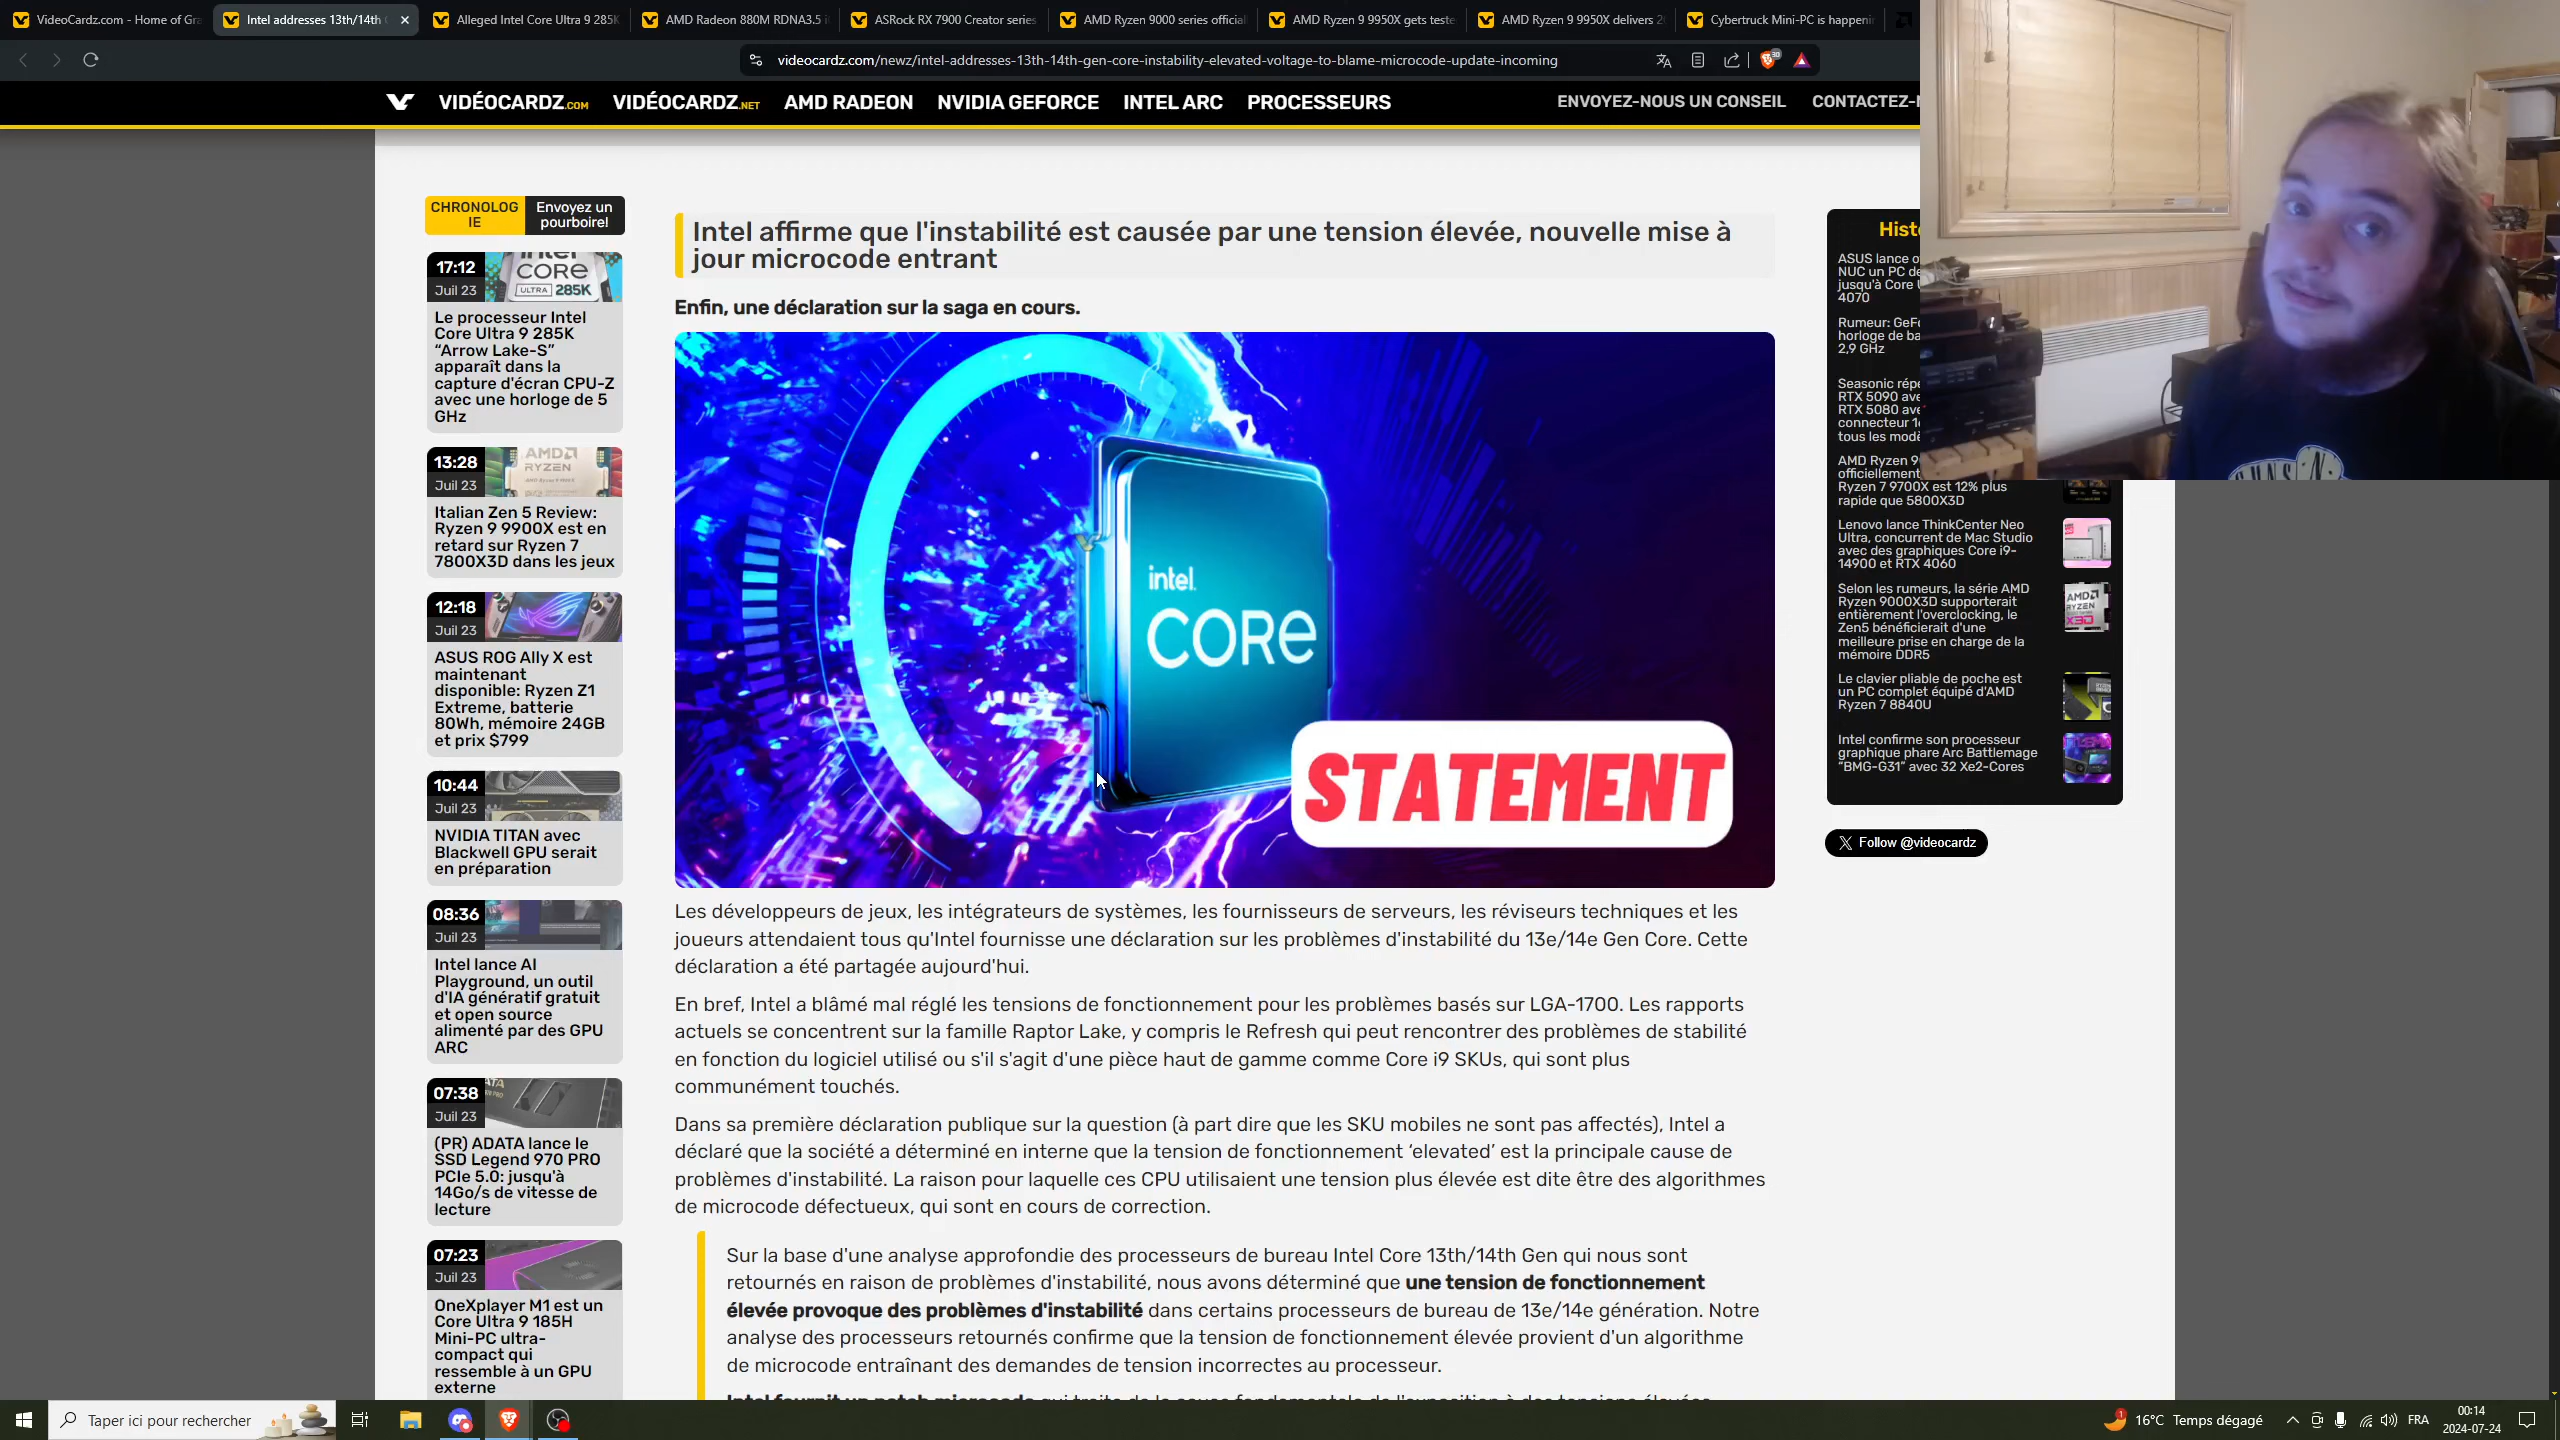 VideoCardz.com - Home of Gra
Intel addresses 13th/14th
Alleged Intel Core Ultra 9 285K
AMD Radeon 880M RDNA3.5 i
ASRock RX 7900 Creator series
AMD Ryzen 9000 series official
AMD Ryzen 9 9950X gets teste
AMD Ryzen 9 9950X delivers 2
Cybertruck Mini-PC is happenin
videocardz.com/newz/intel-addresses-13th-14th-gen-core-instability-elevated-voltage-to-blame-microcode-update-incoming
VIDÉOCARDZ.COM
VIDÉOCARDZ.NET
AMD RADEON
NVIDIA GEFORCE
INTEL ARC
PROCESSEURS
ENVOYEZ-NOUS UN CONSEIL
CONTACTEZ-N
CHRONOLOG
IE
Envoyez un
pourboire!
17:12
Juil 23
intel
CORE
ULTRA 285K
Le processeur Intel
Core Ultra 9 285K
“Arrow Lake-S”
apparaît dans la
capture d'écran CPU-Z
avec une horloge de 5
GHz
13:28
Juil 23
AMD
RYZEN
Italian Zen 5 Review:
Ryzen 9 9900X est en
retard sur Ryzen 7
7800X3D dans les jeux
12:18
Juil 23
ASUS ROG Ally X est
maintenant
disponible: Ryzen Z1
Extreme, batterie
80Wh, mémoire 24GB
et prix $799
10:44
Juil 23
NVIDIA TITAN avec
Blackwell GPU serait
en préparation
08:36
Juil 23
Intel lance AI
Playground, un outil
d'IA génératif gratuit
et open source
alimenté par des GPU
ARC
07:38
Juil 23
(PR) ADATA lance le
SSD Legend 970 PRO
PCIe 5.0: jusqu'à
14Go/s de vitesse de
lecture
07:23
Juil 23
OneXplayer M1 est un
Core Ultra 9 185H
Mini-PC ultra-
compact qui
ressemble à un GPU
externe
Intel affirme que l'instabilité est causée par une tension élevée, nouvelle mise à
jour microcode entrant
Enfin, une déclaration sur la saga en cours.
intel
CORE
STATEMENT
Les développeurs de jeux, les intégrateurs de systèmes, les fournisseurs de serveurs, les réviseurs techniques et les
joueurs attendaient tous qu'Intel fournisse une déclaration sur les problèmes d'instabilité du 13e/14e Gen Core. Cette
déclaration a été partagée aujourd'hui.
En bref, Intel a blâmé mal réglé les tensions de fonctionnement pour les problèmes basés sur LGA-1700. Les rapports
actuels se concentrent sur la famille Raptor Lake, y compris le Refresh qui peut rencontrer des problèmes de stabilité
en fonction du logiciel utilisé ou s'il s'agit d'une pièce haut de gamme comme Core i9 SKUs, qui sont plus
communément touchés.
Dans sa première déclaration publique sur la question (à part dire que les SKU mobiles ne sont pas affectés), Intel a
déclaré que la société a déterminé en interne que la tension de fonctionnement ‘elevated’ est la principale cause de
problèmes d'instabilité. La raison pour laquelle ces CPU utilisaient une tension plus élevée est dite être des algorithmes
de microcode défectueux, qui sont en cours de correction.
Sur la base d'une analyse approfondie des processeurs de bureau Intel Core 13th/14th Gen qui nous sont
retournés en raison de problèmes d'instabilité, nous avons déterminé que une tension de fonctionnement
élevée provoque des problèmes d'instabilité dans certains processeurs de bureau de 13e/14e génération. Notre
analyse des processeurs retournés confirme que la tension de fonctionnement élevée provient d'un algorithme
de microcode entraînant des demandes de tension incorrectes au processeur.
Intel fournit un patch microcode qui traite de la cause fondamentale de l'exposition à des tensions élevées
Histo
ASUS lance
NUC un PC de
jusqu'à Core
4070
Rumeur: GeF
horloge de ba
2,9 GHz
Seasonic répe
RTX 5090 ave
RTX 5080 ave
connecteur
tous les modè
AMD Ryzen 9
officiellement
Ryzen 7 9700X est 12% plus
rapide que 5800X3D
Lenovo lance ThinkCenter Neo
Ultra, concurrent de Mac Studio
avec des graphiques Core i9-
14900 et RTX 4060
Selon les rumeurs, la série AMD
Ryzen 9000X3D supporterait
entièrement l'overclocking, le
Zen5 bénéficierait d'une
meilleure prise en charge de la
mémoire DDR5
AMD
RYZEN
X3D
Le clavier pliable de poche est
un PC complet équipé d'AMD
Ryzen 7 8840U
Intel confirme son processeur
graphique phare Arc Battlemage
“BMG-G31” avec 32 Xe2-Cores
Follow @videocardz
Taper ici pour rechercher
1
16°C Temps dégagé
FRA
00:14
2024-07-24